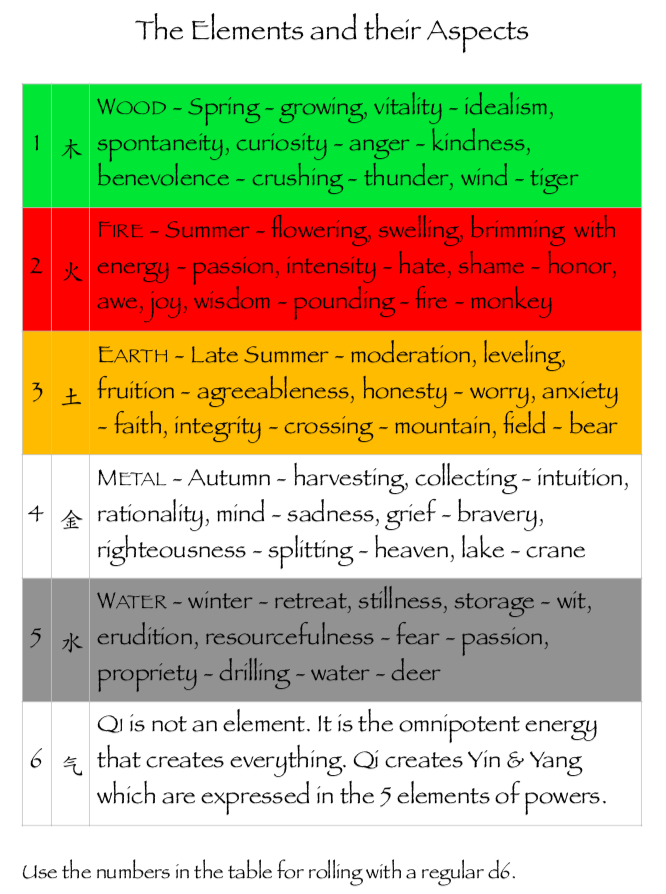 The Elements and their Aspects
WOOD - Spring - growing, vitality - idealism,
1 木 spontaneity, curiosity - anger - kindness,
benevolence - crushing - thunder, wind - tiger
FIRE - Summer - flowering, swelling, brimming with
2 火 energy - passion, intensity - hate, shame - honor,
awe, joy, wisdom - pounding - fire - monkey
EARTH - Late Summer - moderation, leveling,
3 土 fruition - agreeableness, honesty - worry, anxiety
- faith, integrity - crossing - mountain, field - bear
METAL - Autumn - harvesting, collecting - intuition,
4 金 rationality, mind - sadness, grief - bravery,
righteousness - splitting - heaven, lake - crane
WATER - winter - retreat, stillness, storage - wit,
5 水 erudition, resourcefulness - fear - passion,
propriety - drilling - water - deer
QI is not an element. It is the omnipotent energy
6 气 that creates everything. Qi creates Yin & Yang
which are expressed in the 5 elements of powers.
Use the numbers in the table for rolling with a regular d6.